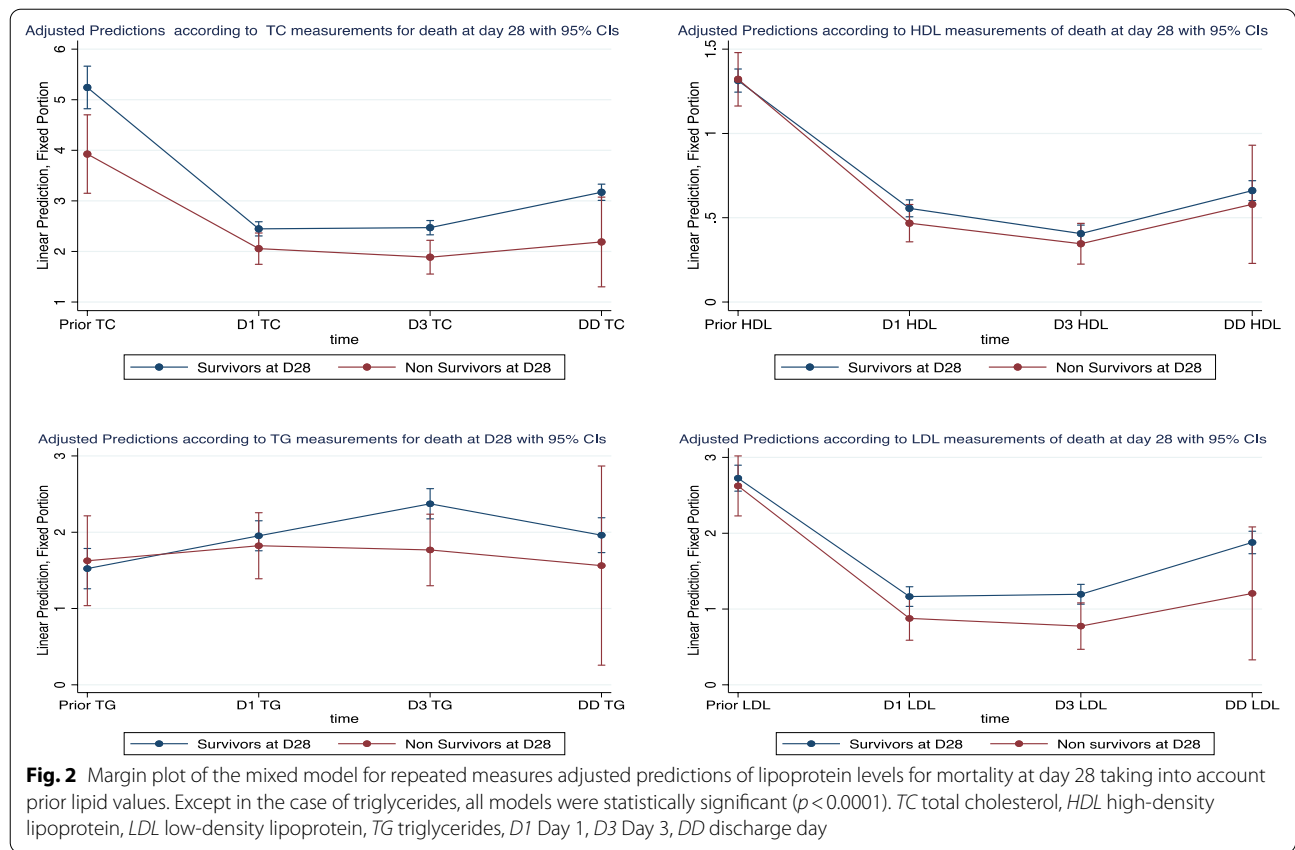 Adjusted Predictions according to TC measurements for death at day 28 with 95% CIs
Linear Prediction, Fixed Portion
6
5
4
3
2
1
Prior TC
D1 TC
D3 TC
DD TC
time
Survivors at D28
Non Survivors at D28
Adjusted Predictions according to HDL measurements of death at day 28 with 95% CIs
Linear Prediction, Fixed Portion
1.5
1
.5
0
Prior HDL
D1 HDL
D3 HDL
DD HDL
time
Survivors at D28
Non Survivors at D28
Adjusted Predictions according to TG measurements for death at D28 with 95% CIs
Linear Prediction, Fixed Portion
3
2
1
0
Prior TG
D1 TG
D3 TG
DD TG
time
Survivors at D28
Non Survivors at D28
Adjusted Predictions according to LDL measurements of death at day 28 with 95% CIs
Linear Prediction, Fixed Portion
3
2
1
0
Prior LDL
D1 LDL
D3 LDL
DD LDL
time
Survivors at D28
Non survivors at D28
Fig. 2 Margin plot of the mixed model for repeated measures adjusted predictions of lipoprotein levels for mortality at day 28 taking into account
prior lipid values. Except in the case of triglycerides, all models were statistically significant (p < 0.0001). TC total cholesterol, HDL high-density
lipoprotein, LDL low-density lipoprotein, TG triglycerides, D1 Day 1, D3 Day 3, DD discharge day